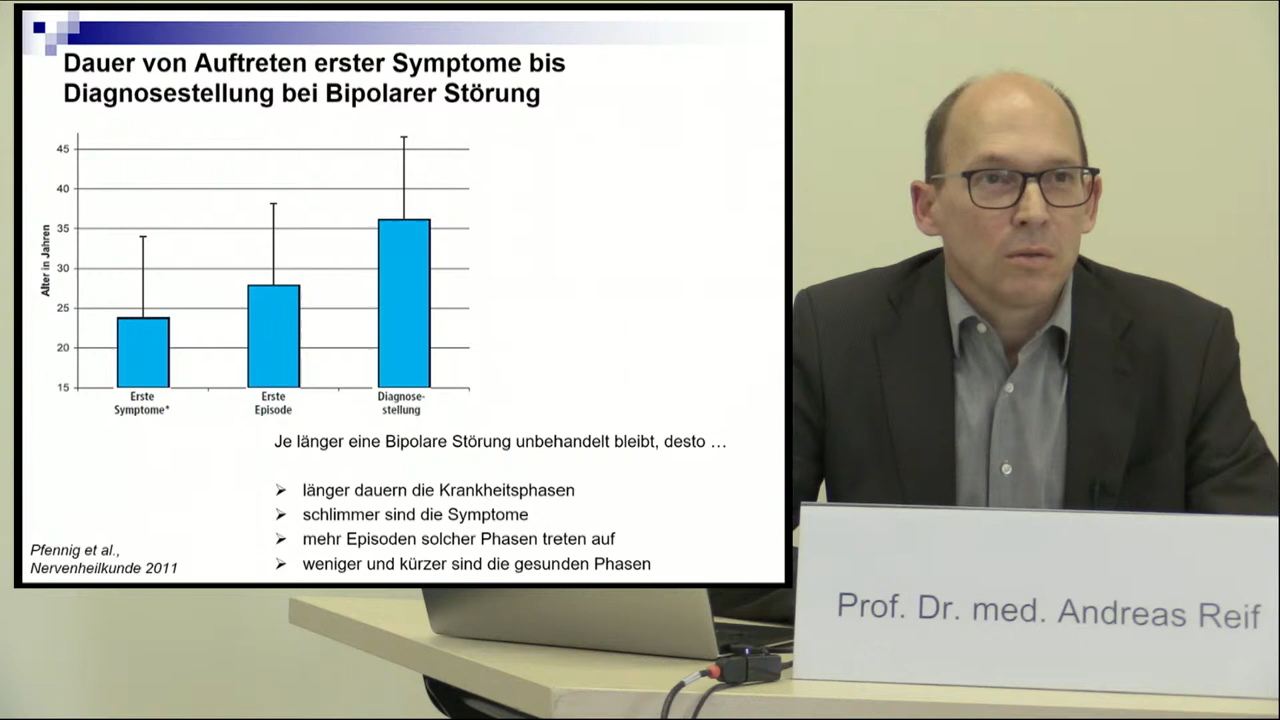 Dauer von Auftreten erster Symptome bis
Diagnosestellung bei Bipolarer Störung
Alter in Jahren
45
40
35
30
25
20
15
Erste
Symptome*
Erste
Episode
Diagnose-
stellung
Je länger eine Bipolare Störung unbehandelt bleibt, desto …
länger dauern die Krankheitsphasen
schlimmer sind die Symptome
mehr Episoden solcher Phasen treten auf
weniger und kürzer sind die gesunden Phasen
Pfennig et al.,
Nervenheilkunde 2011
Prof. Dr. med. Andreas Reif